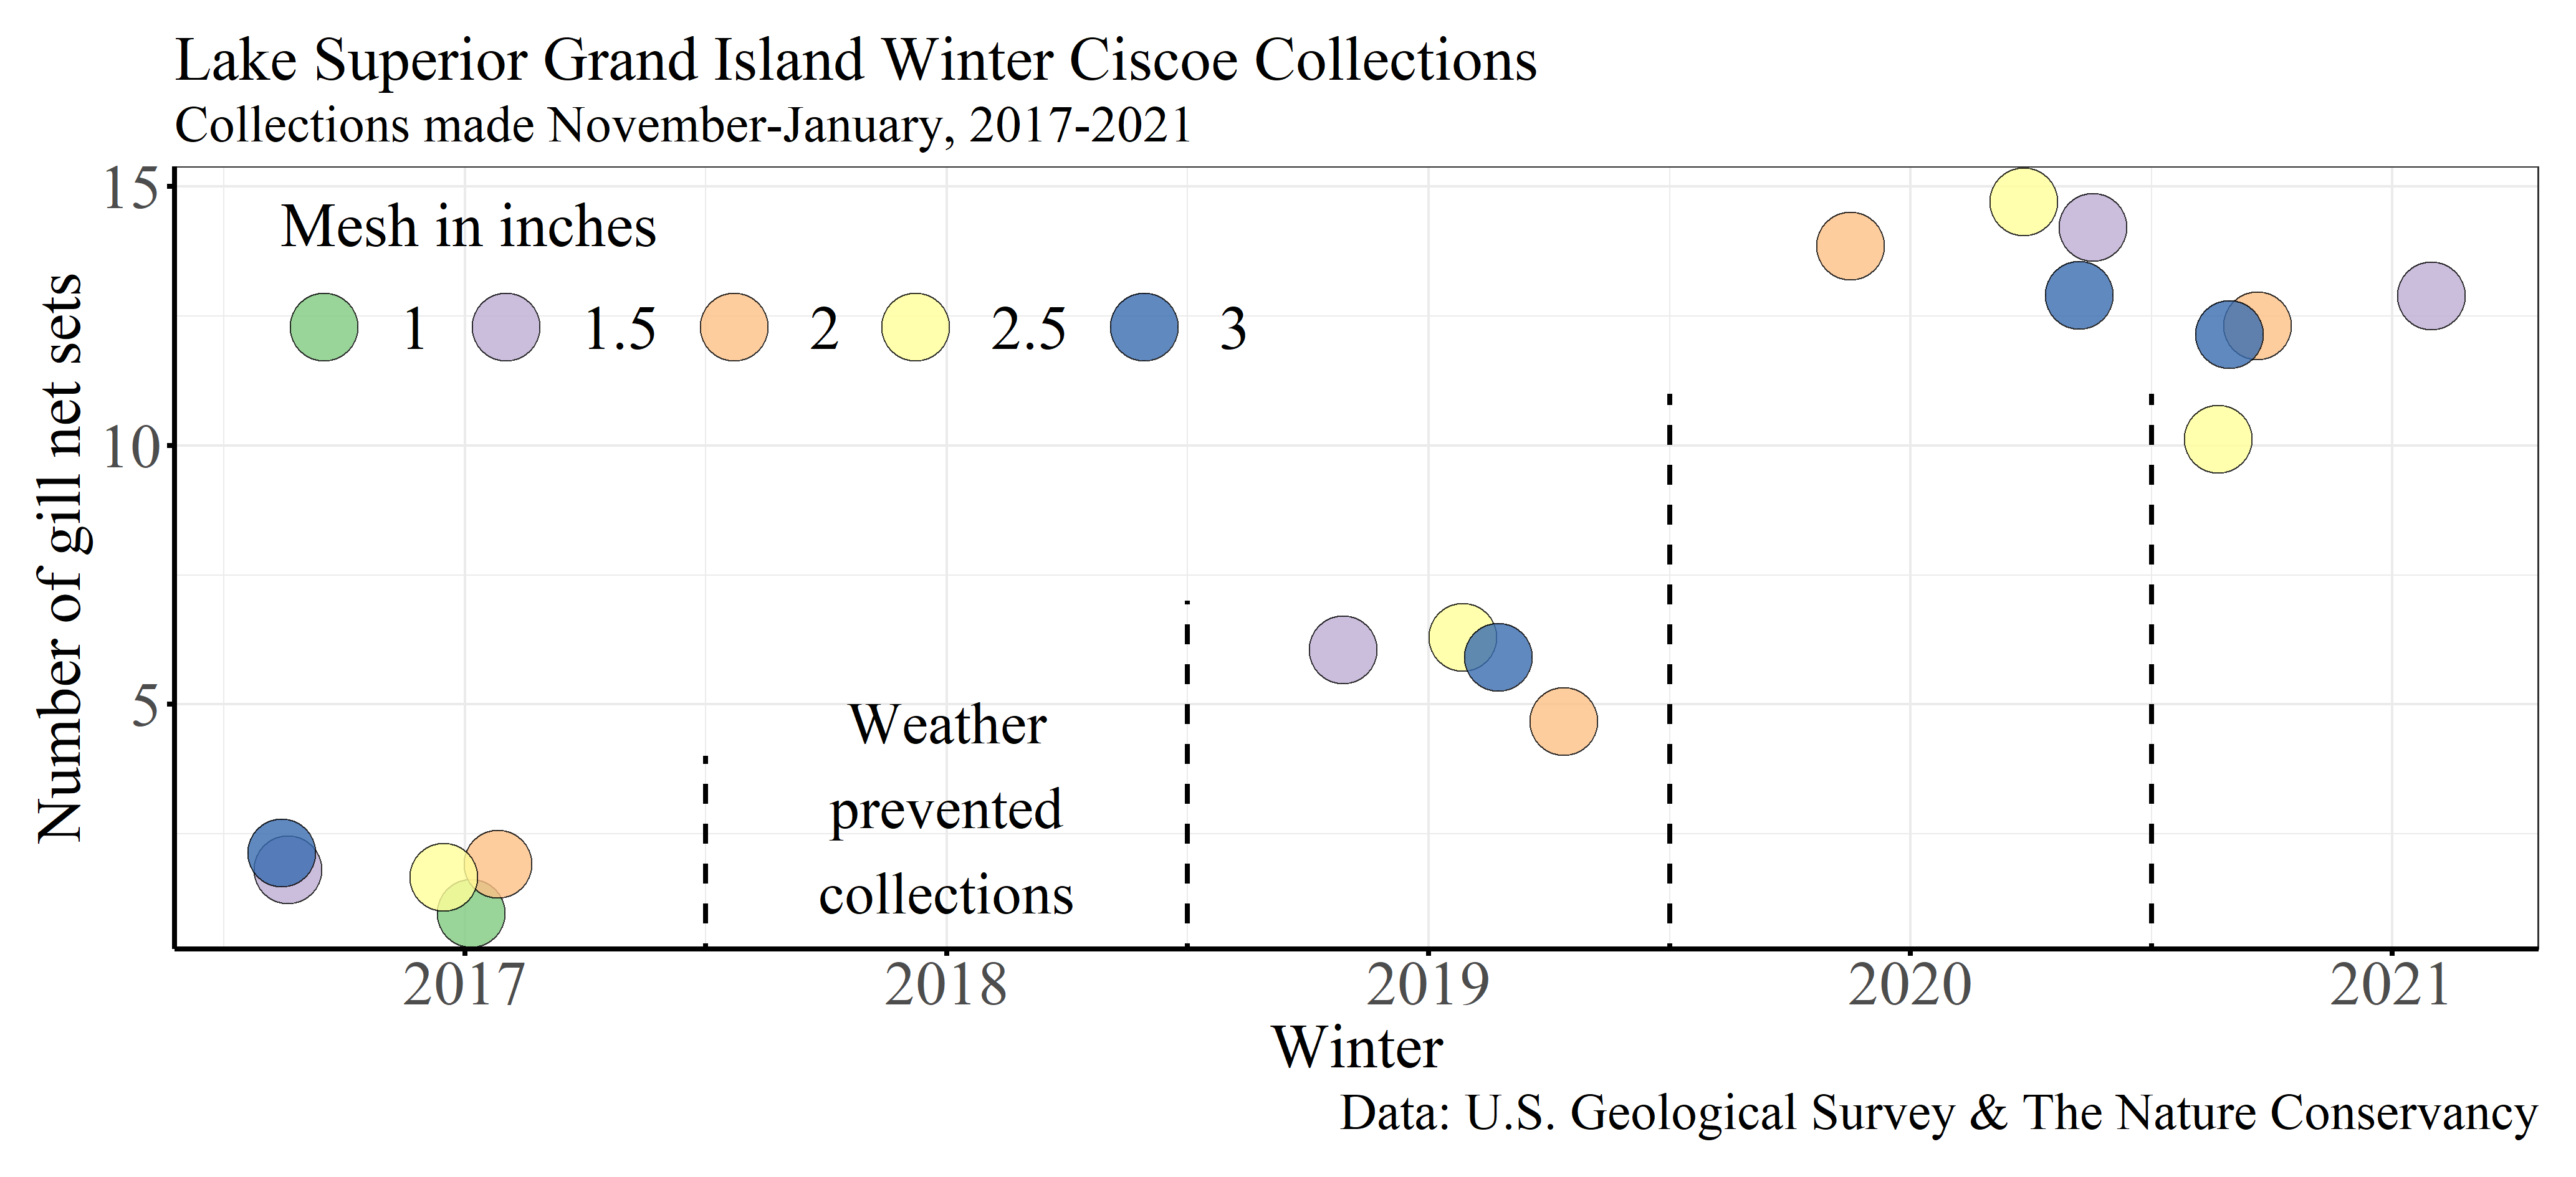 Lake Superior Grand Island Winter Ciscoe Collections
Collections made November-January, 2017-2021
15
10
5
Number of gill net sets
Mesh in inches
1 1.5 2 2.5 3
Weather
prevented
collections
2017 2018 2019 2020 2021
Winter
Data: U.S. Geological Survey & The Nature Conservancy